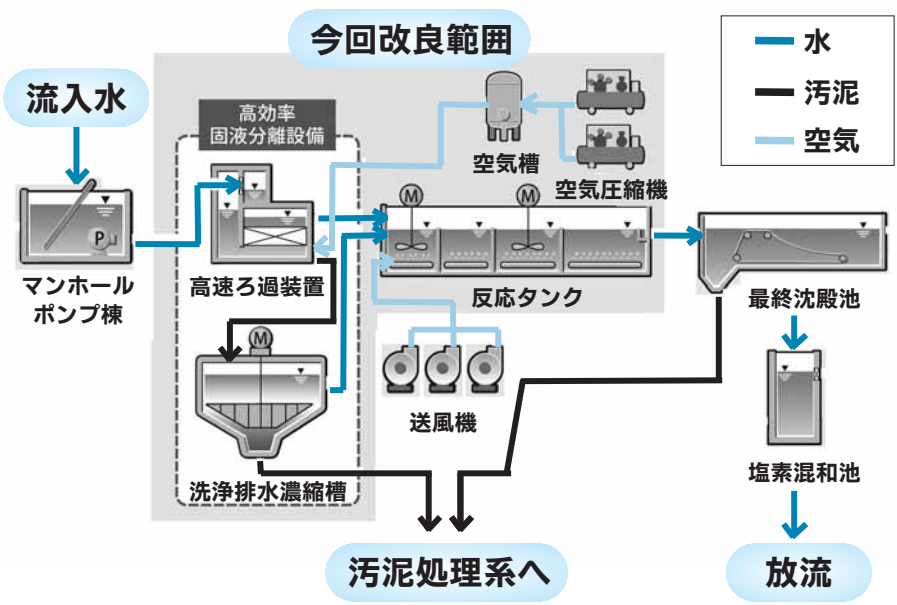 今回改良範囲
水
汚泥
空気
流入水
高効率
固液分離設備
空気槽
空気圧縮機
M
M
P
マンホール
ポンプ棟
高速ろ過装置
反応タンク
最終沈殿池
M
送風機
洗浄排水濃縮槽
塩素混和池
汚泥処理系へ
放流